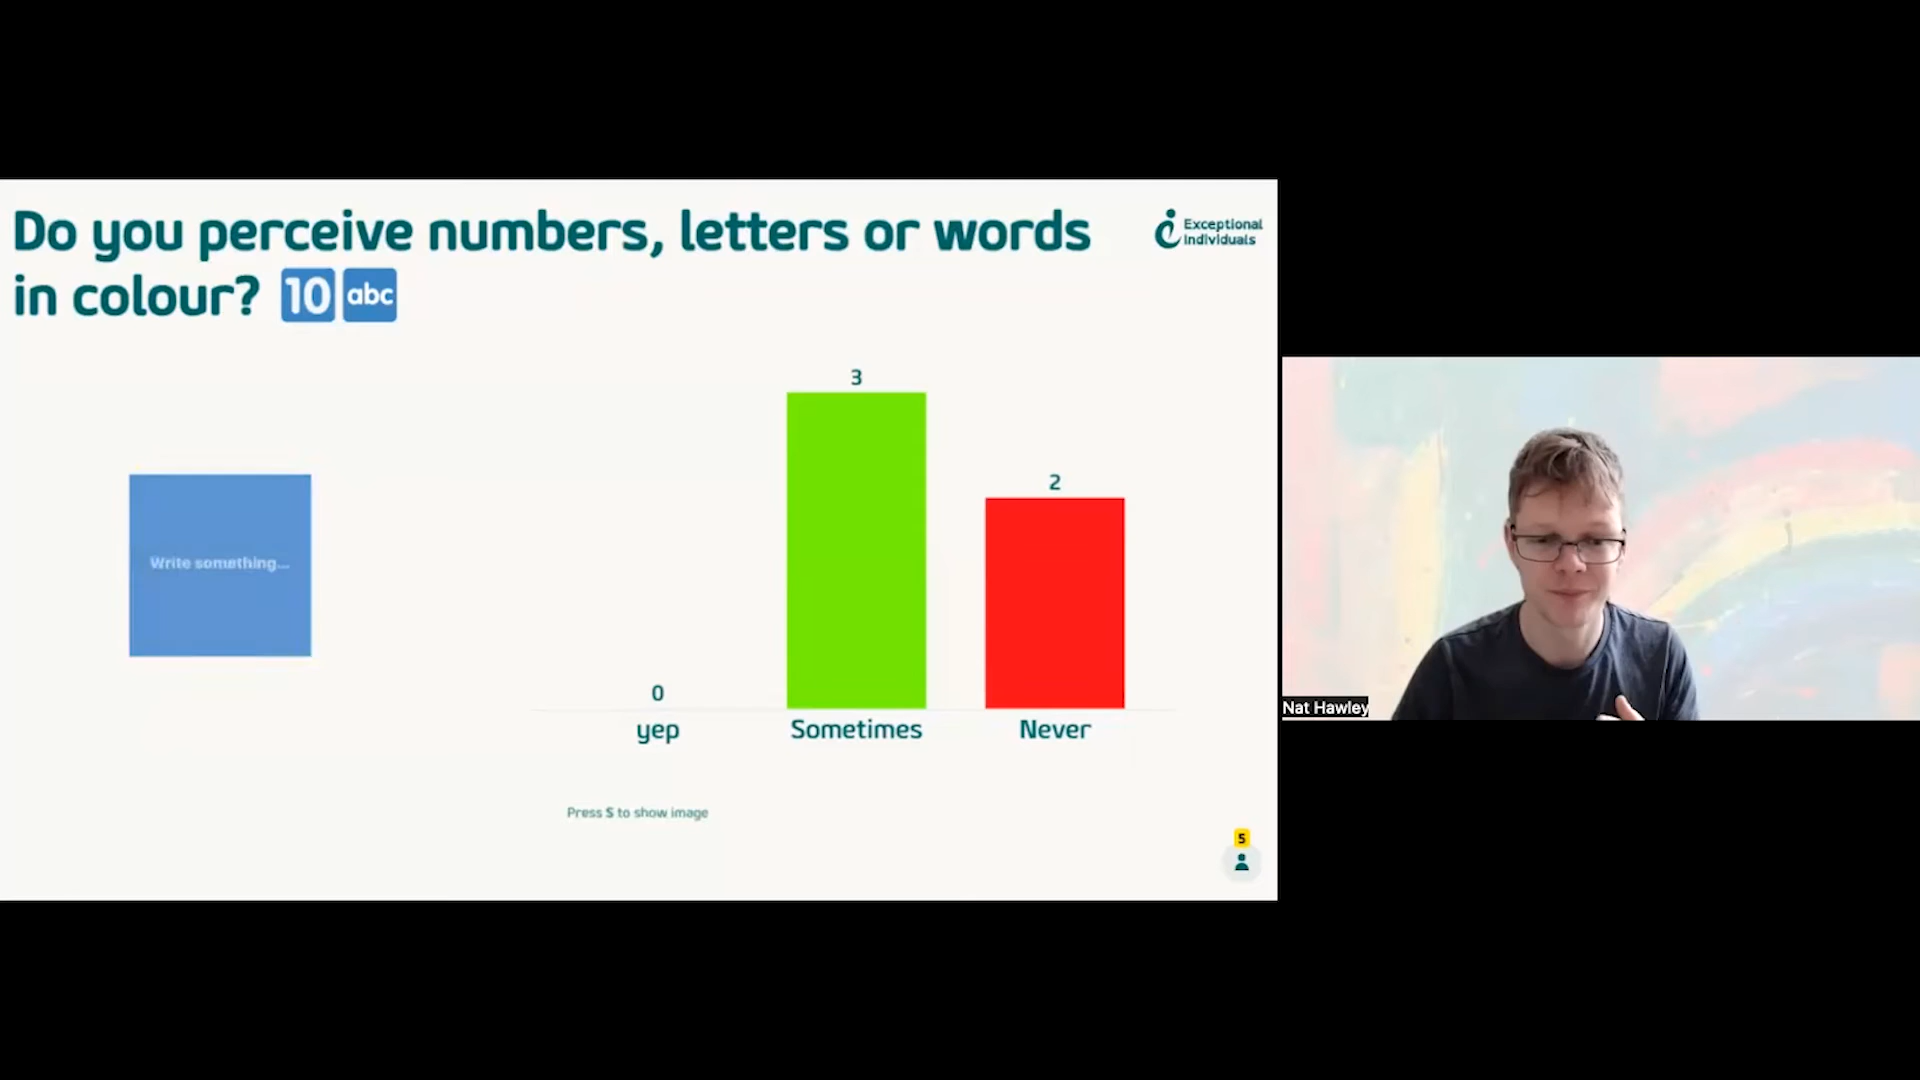 Do you perceive numbers, letters or words
in colour? 10 abc
Exceptional
Individuals
Write something...
3
2
0
yep
Sometimes
Never
Press S to show image
5
Nat Hawley